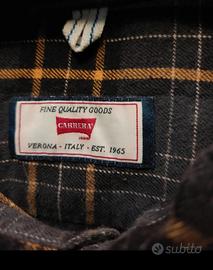 FINE QUALITY GOODS
CARRERA
VERONA - ITALY - EST. 1965
subito